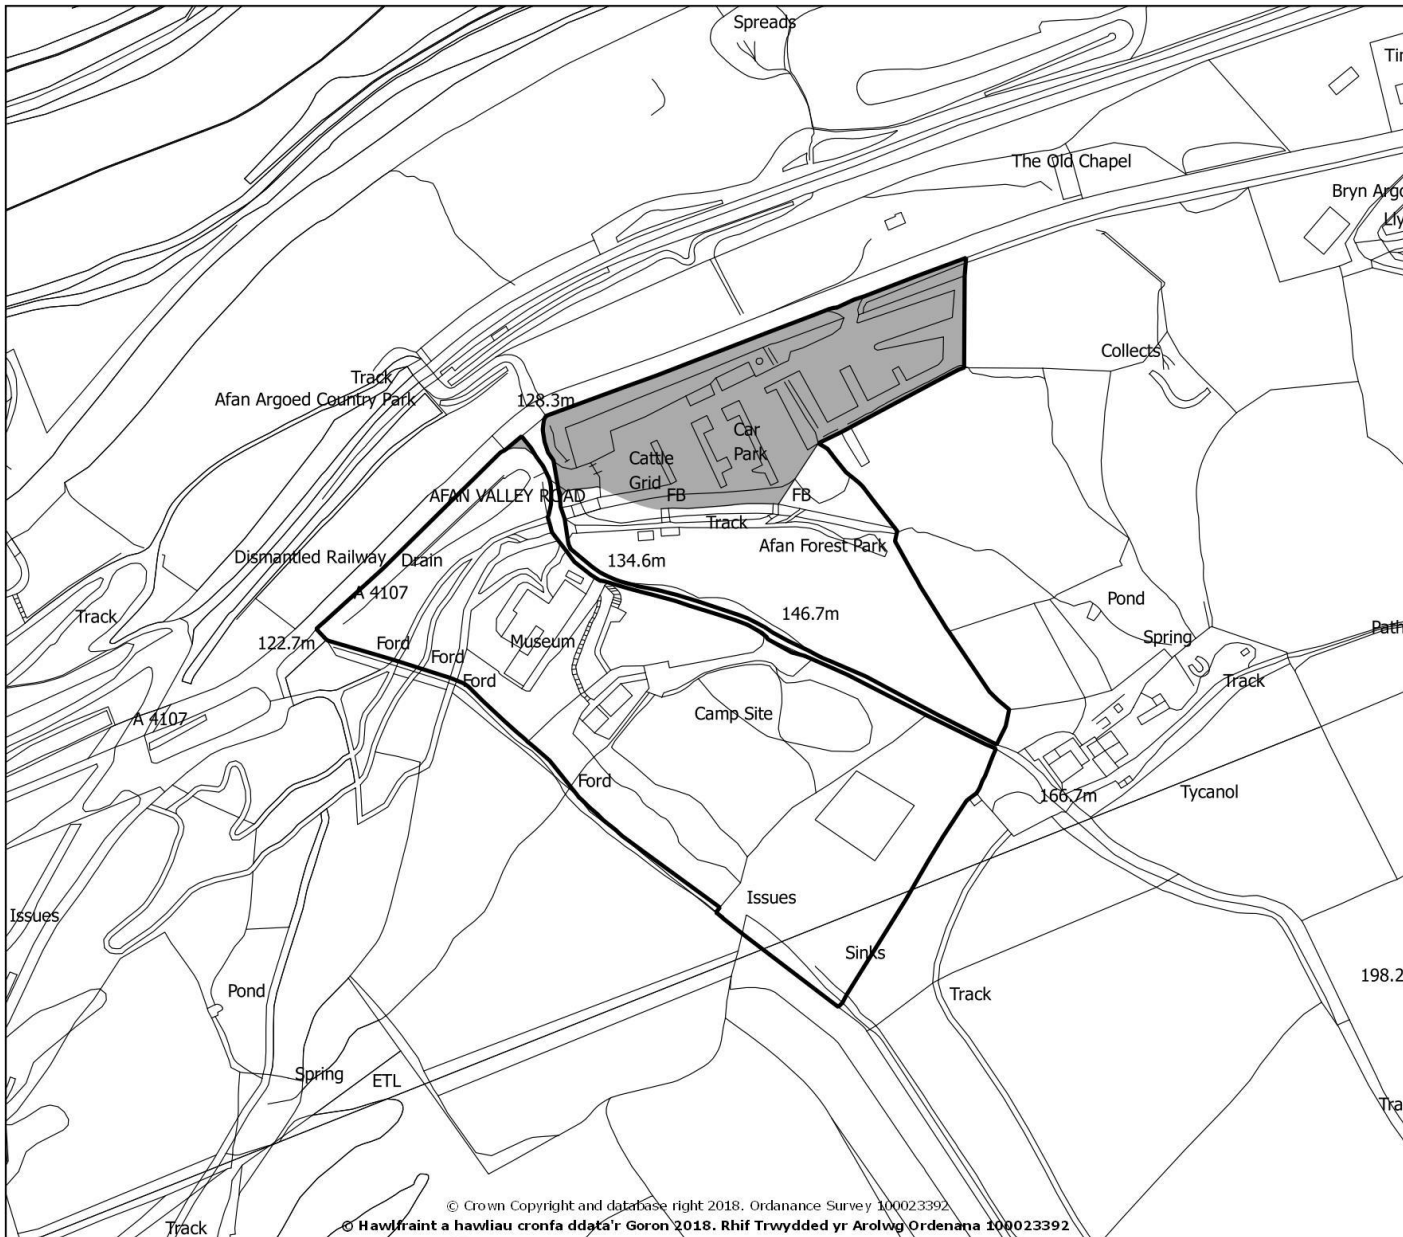 Spreads
Tir
The Old Chapel
Bryn Argo
Lly
Collects
Track
Afan Argoed Country Park
128.3m
Car
Park
Cattle
Grid
AFAN VALLEY ROAD
FB
FB
Track
Afan Forest Park
Dismantled Railway
Drain
134.6m
A 4107
146.7m
Pond
Track
Path
122.7m
Ford
Museum
Spring
Ford
Ford
Track
A 4107
Camp Site
Ford
166.7m
Tycanol
Issues
Issues
Sinks
198.2
Pond
Track
Spring
ETL
Tra
© Crown Copyright and database right 2018. Ordanance Survey 100023392
© Hawlfraint a hawliau cronfa ddata'r Goron 2018. Rhif Trwydded yr Arolwg Ordenana 100023392
Track